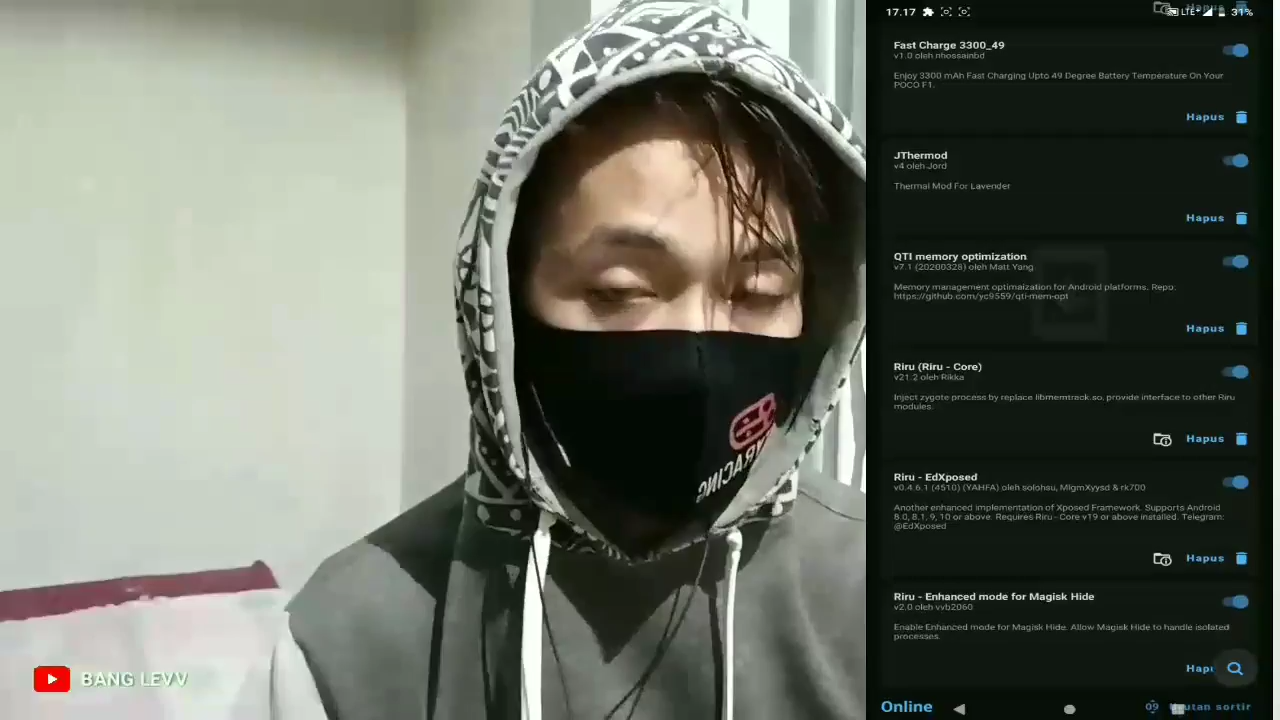 17.17
LTE+
31%
Fast Charge 3300_49
v1.0 oleh nhossainbd
Enjoy 3300 mAh Fast Charging Upto 49 Degree Battery Temperature On Your
POCO F1.
Hapus
JThermod
v4 oleh Jord
Thermal Mod For Lavender
Hapus
QTI memory optimization
v7.1 (20200328) oleh Matt Yang
Memory management optimaization for Android platforms. Repo:
https://github.com/yc9559/qti-mem-opt
Hapus
Riru (Riru - Core)
v21.2 oleh Rikka
Inject zygote process by replace libmemtrack.so, provide interface to other Riru
modules.
Hapus
Riru - EdXposed
v0.4.6.1 (4510) (YAHFA) oleh solohsu, MlgmXyysd & rk700
Another enhanced implementation of Xposed Framework. Supports Android
8.0, 8.1, 9, 10 or above. Requires Riru - Core v19 or above installed. Telegram:
@EdXposed
Hapus
Riru - Enhanced mode for Magisk Hide
v2.0 oleh vvb2060
Enable Enhanced mode for Magisk Hide. Allow Magisk Hide to handle isolated
processes.
Online
sortir
RACING
BANG LEVV